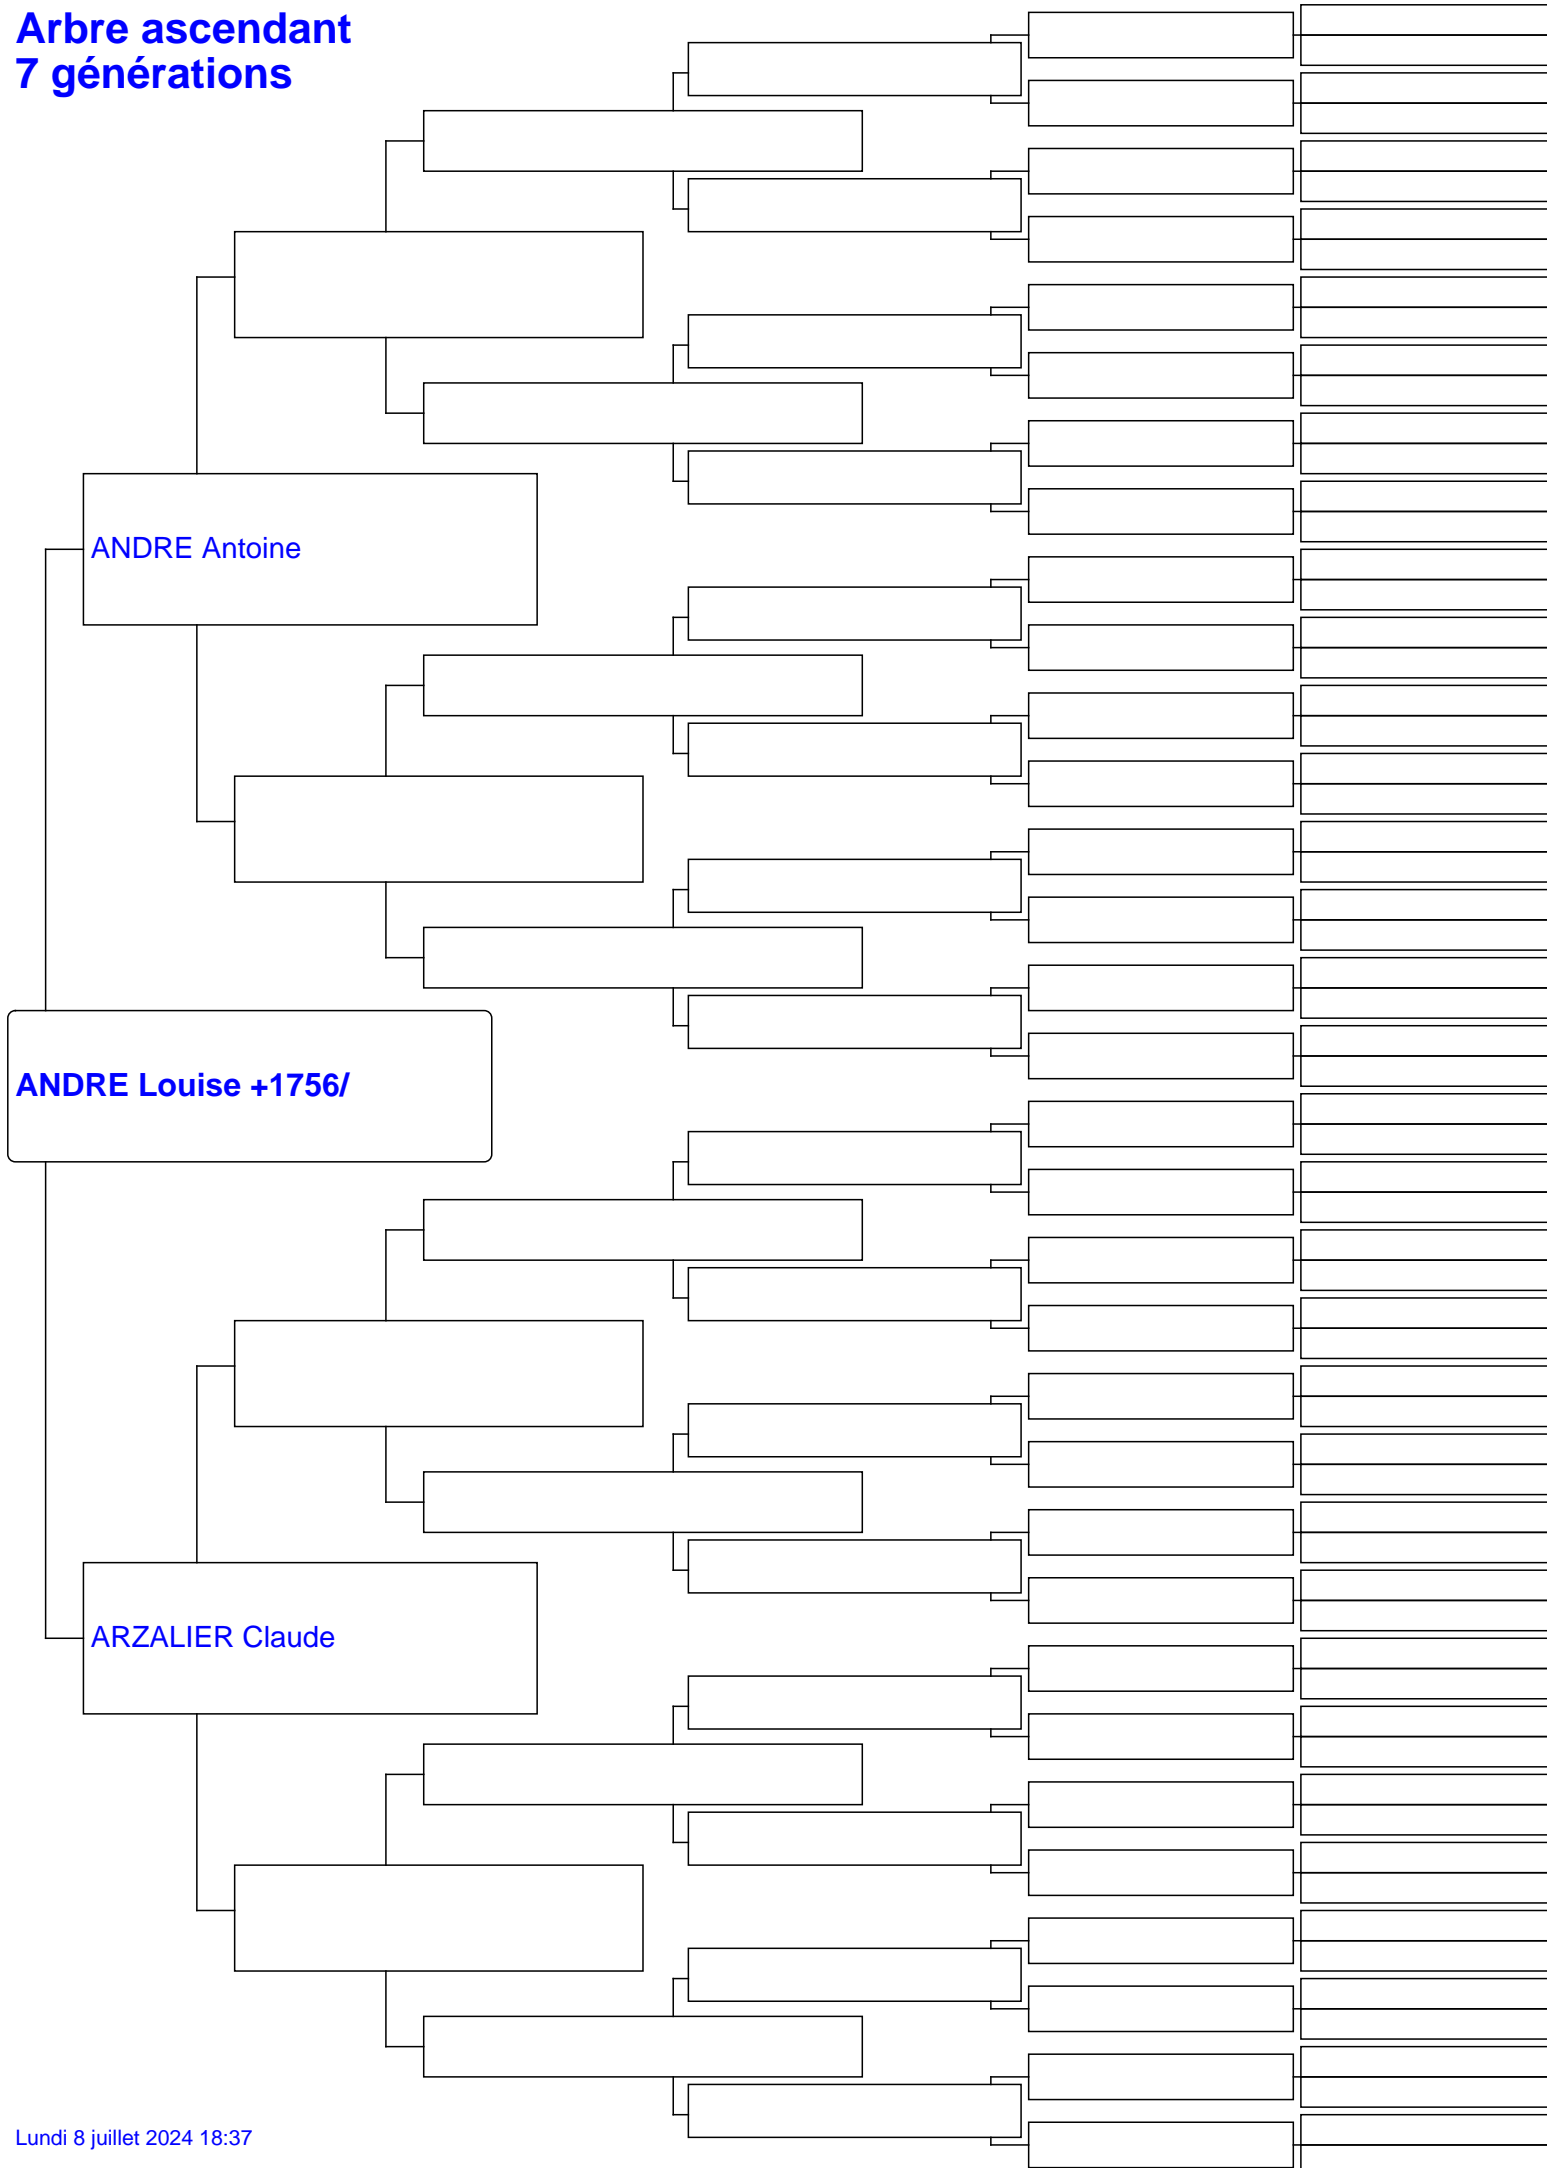 Arbre ascendant
7 générations
ANDRE Antoine
ANDRE Louise +1756/
ARZALIER Claude
Lundi 8 juillet 2024 18:37